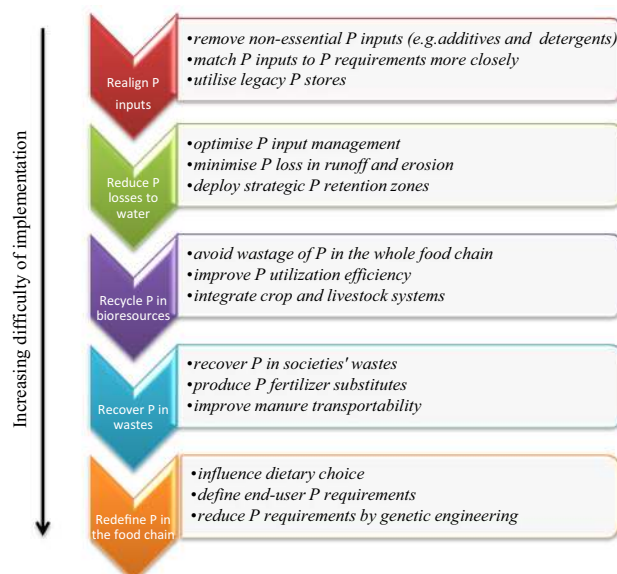 Increasing difficulty of implementation
Realign P
inputs
•remove non-essential P inputs (e.g.additives and detergents)
•match P inputs to P requirements more closely
•utilise legacy P stores
Reduce P
losses to
water
•optimise P input management
•minimise P loss in runoff and erosion
•deploy strategic P retention zones
Recycle P in
bioresources
•avoid wastage of P in the whole food chain
•improve P utilization efficiency
•integrate crop and livestock systems
Recover P in
wastes
•recover P in societies' wastes
•produce P fertilizer substitutes
•improve manure transportability
Redefine P in
the food chain
•influence dietary choice
•define end-user P requirements
•reduce P requirements by genetic engineering